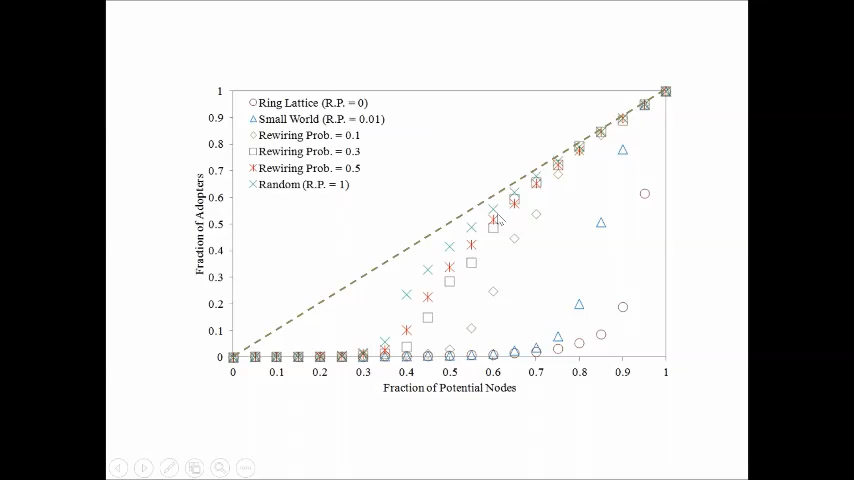 Ring Lattice (R.P. = 0)
Small World (R.P. = 0.01)
Rewiring Prob. = 0.1
Rewiring Prob. = 0.3
Rewiring Prob. = 0.5
Random (R.P. = 1)
Fraction of Adopters
1
0.9
0.8
0.7
0.6
0.5
0.4
0.3
0.2
0.1
0
0 0.1 0.2 0.3 0.4 0.5 0.6 0.7 0.8 0.9 1
Fraction of Potential Nodes